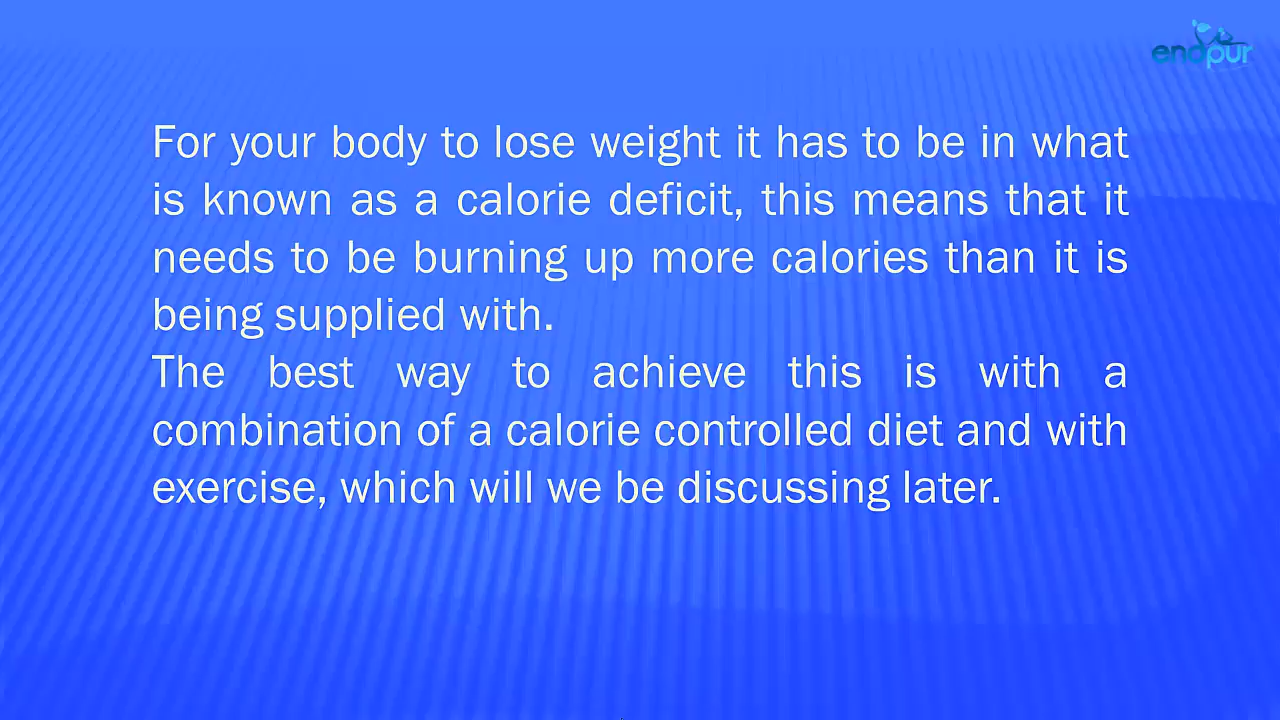 endpur
For your body to lose weight it has to be in what
is known as a calorie deficit, this means that it
needs to be burning up more calories than it is
being supplied with.
The best way to achieve this is with a
combination of a calorie controlled diet and with
exercise, which will we be discussing later.